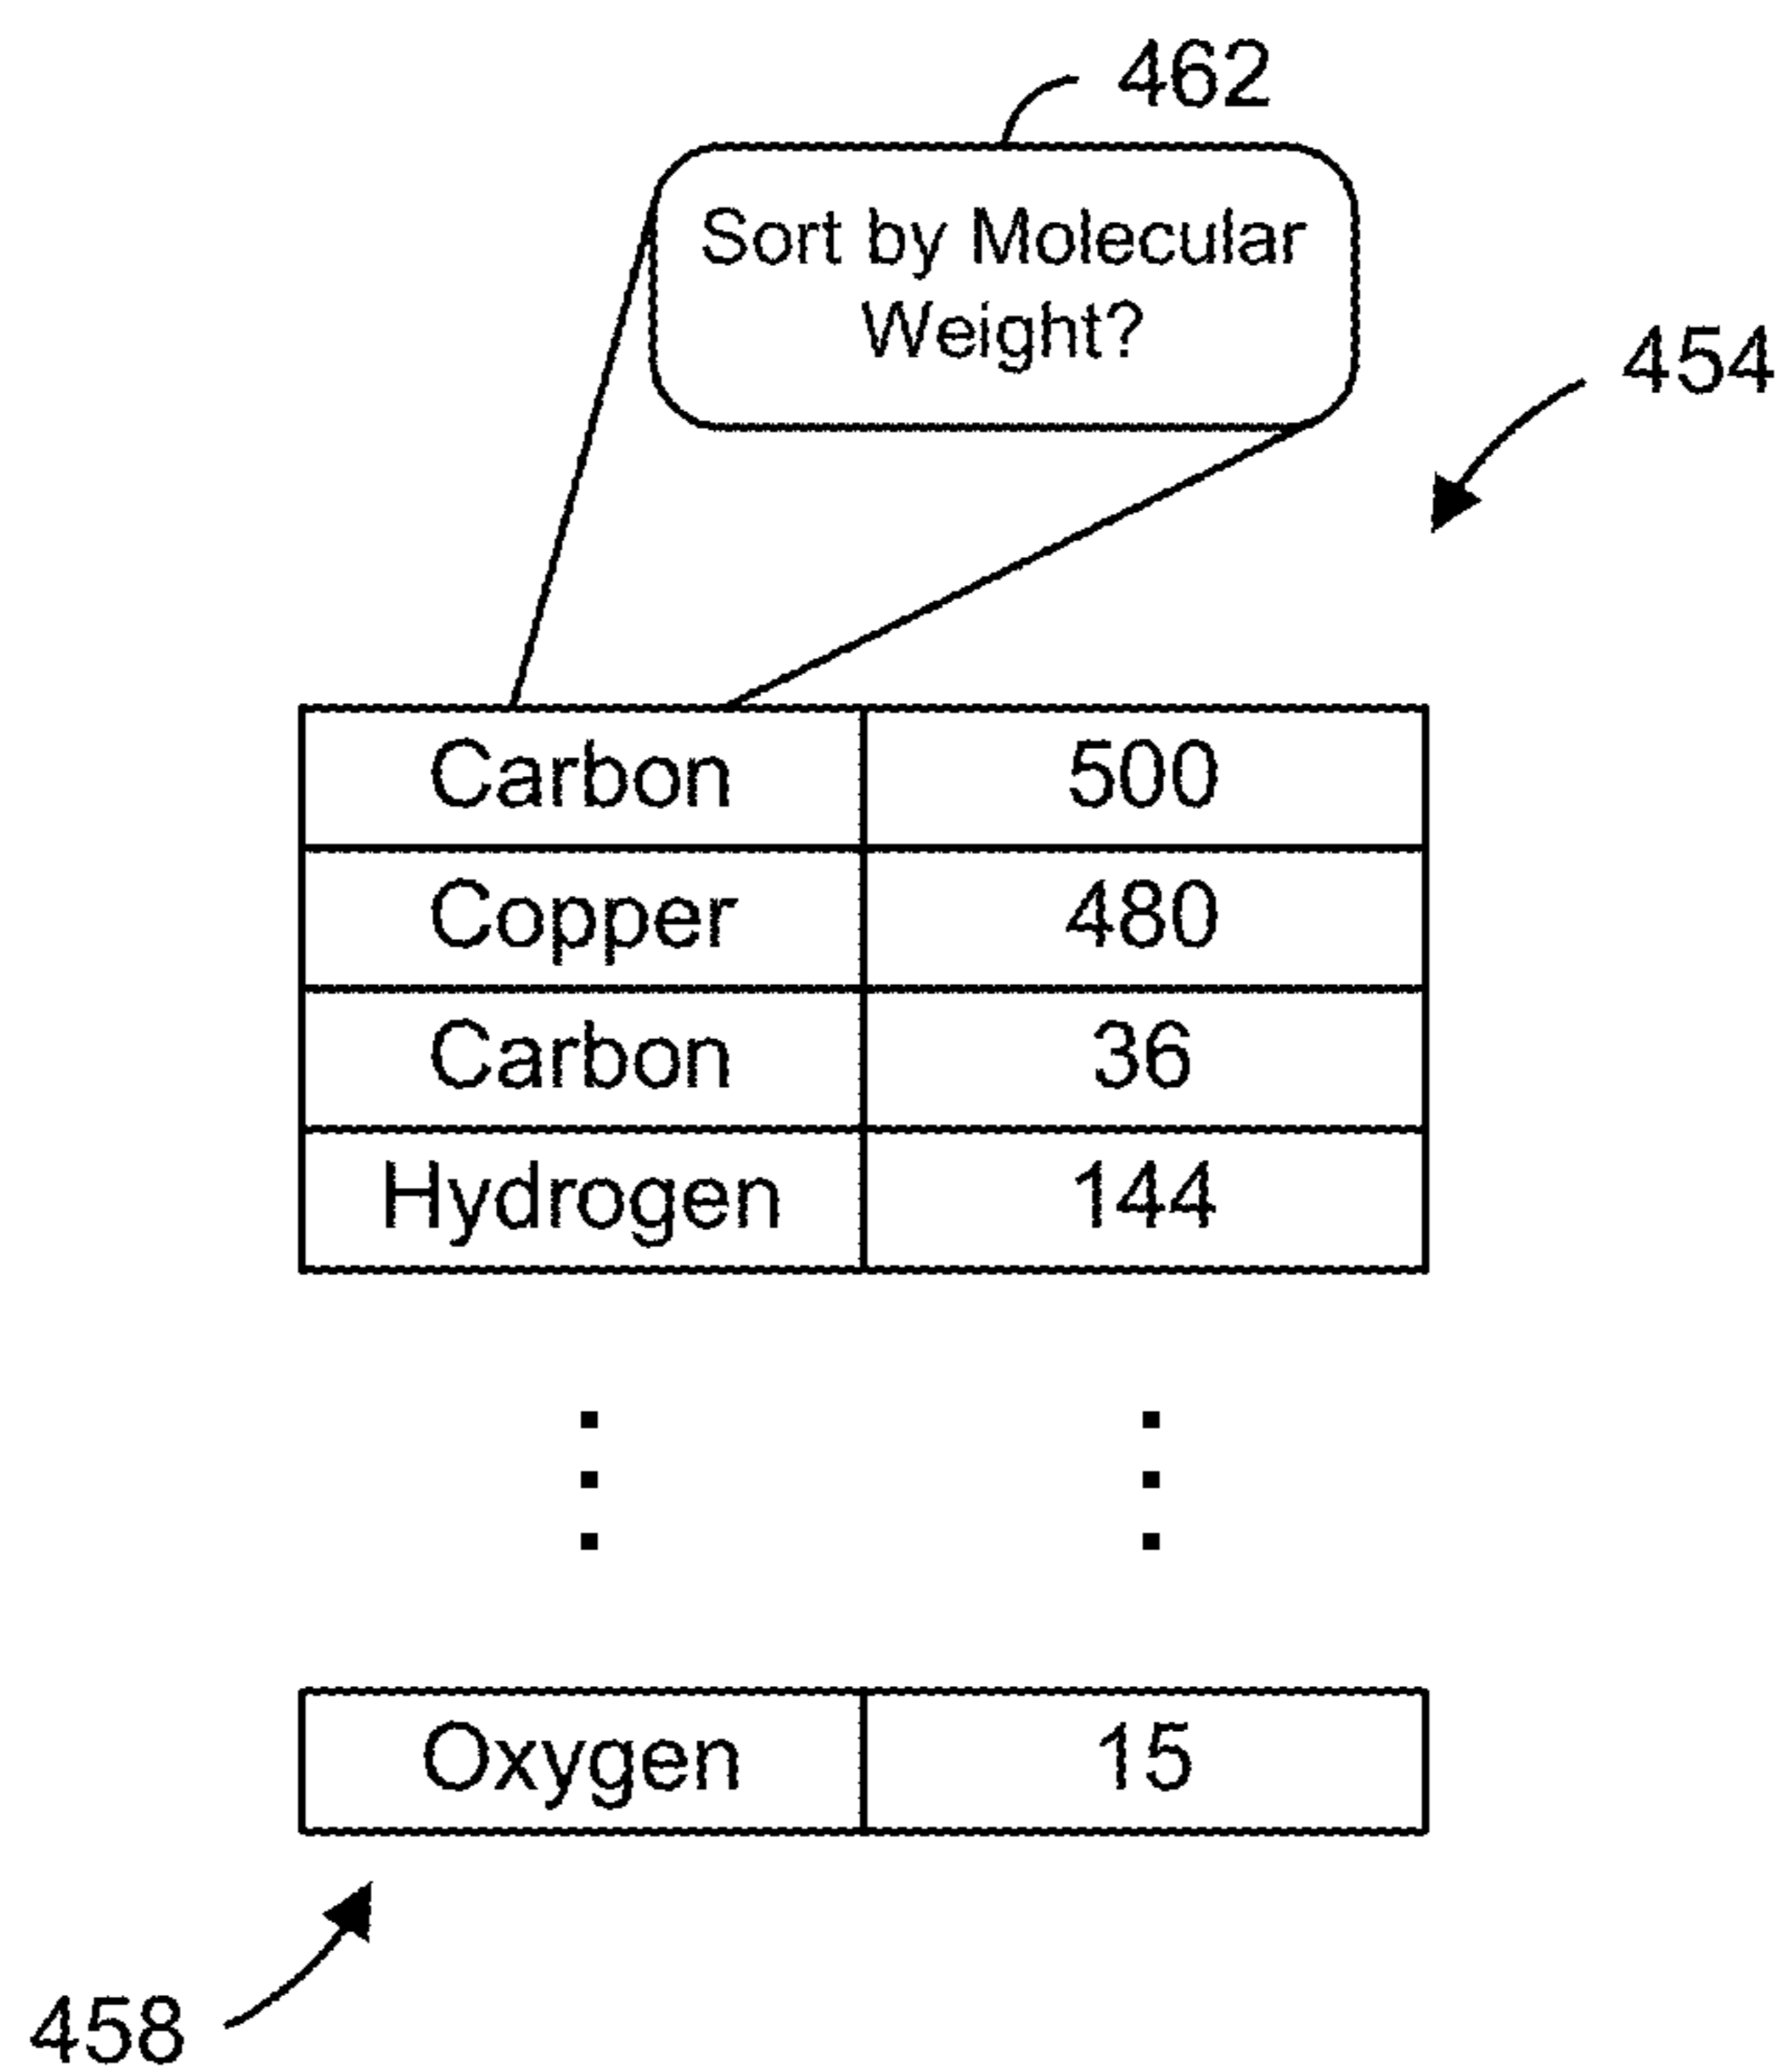 462
Sort by Molecular
Weight?
454
Carbon 500
Copper 480
Carbon 36
Hydrogen 144
Oxygen 15
458